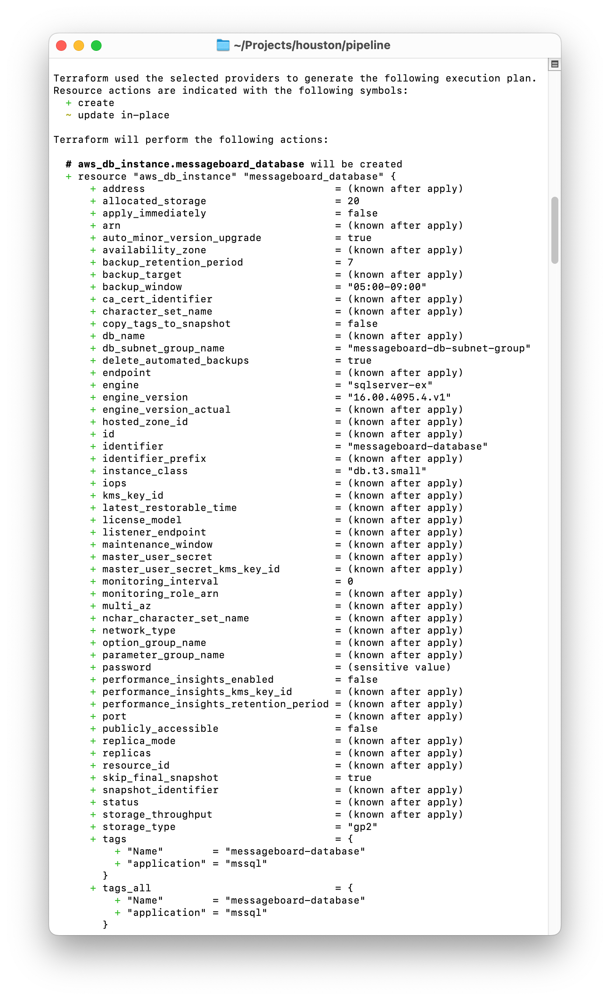 ~/Projects/houston/pipeline
Terraform used the selected providers to generate the following execution plan.
Resource actions are indicated with the following symbols:
  + create
  ~ update in-place
Terraform will perform the following actions:
  # aws_db_instance.messageboard_database will be created
  + resource "aws_db_instance" "messageboard_database" {
      + address                               = (known after apply)
      + allocated_storage                     = 20
      + apply_immediately                     = false
      + arn                                   = (known after apply)
      + auto_minor_version_upgrade            = true
      + availability_zone                     = (known after apply)
      + backup_retention_period               = 7
      + backup_target                         = (known after apply)
      + backup_window                         = "05:00-09:00"
      + ca_cert_identifier                    = (known after apply)
      + character_set_name                    = (known after apply)
      + copy_tags_to_snapshot                 = false
      + db_name                               = (known after apply)
      + db_subnet_group_name                  = "messageboard-db-subnet-group"
      + delete_automated_backups              = true
      + endpoint                              = (known after apply)
      + engine                                = "sqlserver-ex"
      + engine_version                        = "16.00.4095.4.v1"
      + engine_version_actual                 = (known after apply)
      + hosted_zone_id                        = (known after apply)
      + id                                    = (known after apply)
      + identifier                            = "messageboard-database"
      + identifier_prefix                     = (known after apply)
      + instance_class                        = "db.t3.small"
      + iops                                  = (known after apply)
      + kms_key_id                            = (known after apply)
      + latest_restorable_time                = (known after apply)
      + license_model                         = (known after apply)
      + listener_endpoint                     = (known after apply)
      + maintenance_window                    = (known after apply)
      + master_user_secret                    = (known after apply)
      + master_user_secret_kms_key_id         = (known after apply)
      + monitoring_interval                   = 0
      + monitoring_role_arn                   = (known after apply)
      + multi_az                              = (known after apply)
      + nchar_character_set_name              = (known after apply)
      + network_type                          = (known after apply)
      + option_group_name                     = (known after apply)
      + parameter_group_name                  = (known after apply)
      + password                              = (sensitive value)
      + performance_insights_enabled          = false
      + performance_insights_kms_key_id       = (known after apply)
      + performance_insights_retention_period = (known after apply)
      + port                                  = (known after apply)
      + publicly_accessible                   = false
      + replica_mode                          = (known after apply)
      + replicas                              = (known after apply)
      + resource_id                           = (known after apply)
      + skip_final_snapshot                   = true
      + snapshot_identifier                   = (known after apply)
      + status                                = (known after apply)
      + storage_throughput                    = (known after apply)
      + storage_type                          = "gp2"
      + tags                                  = {
          + "Name"        = "messageboard-database"
          + "application" = "mssql"
        }
      + tags_all                              = {
          + "Name"        = "messageboard-database"
          + "application" = "mssql"
        }